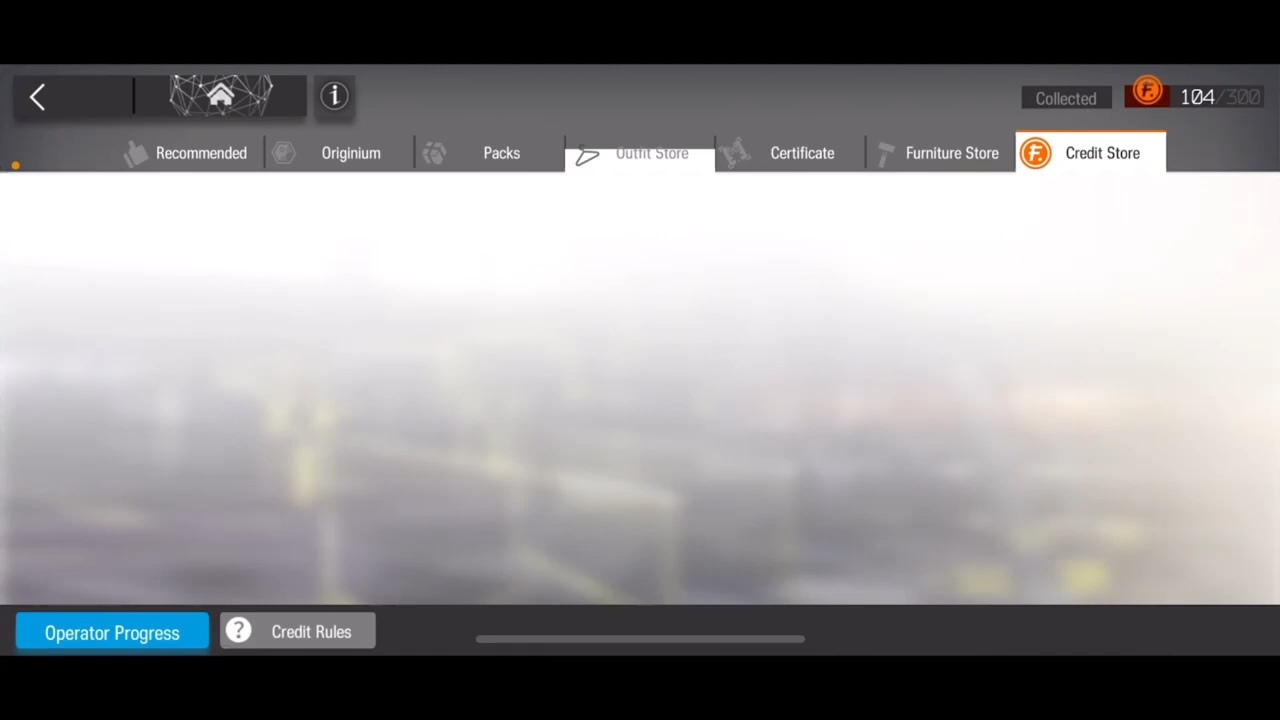 Collected
104/300
Recommended
Originium
Packs
Outfit Store
Certificate
Furniture Store
Credit Store
Operator Progress
? Credit Rules